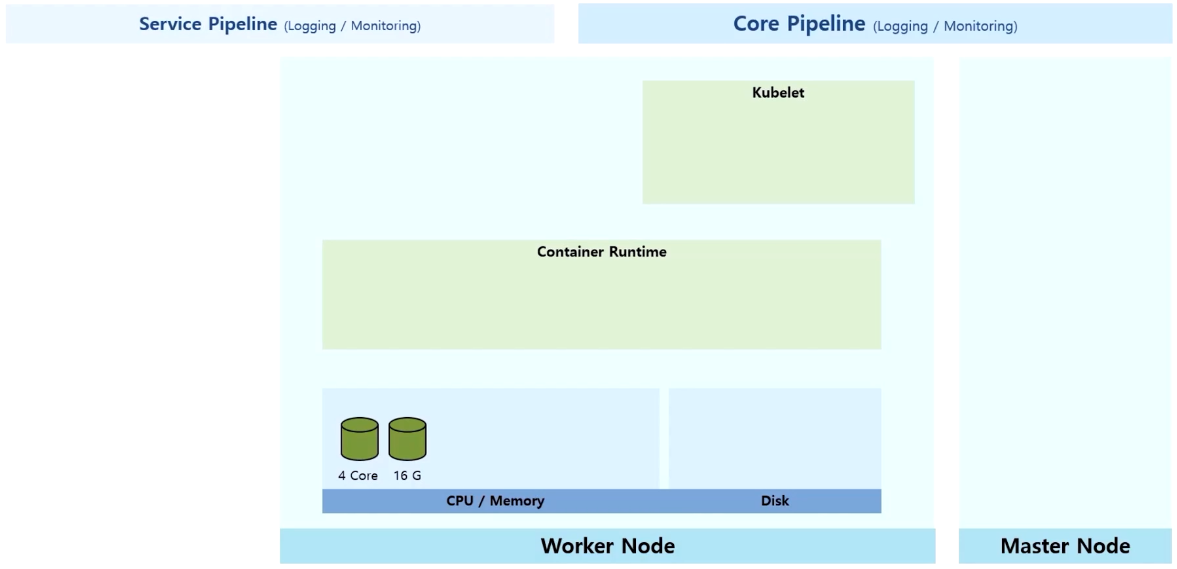 Service Pipeline (Logging / Monitoring)
Core Pipeline (Logging / Monitoring)
Kubelet
Container Runtime
4 Core
16 G
CPU / Memory
Disk
Worker Node
Master Node